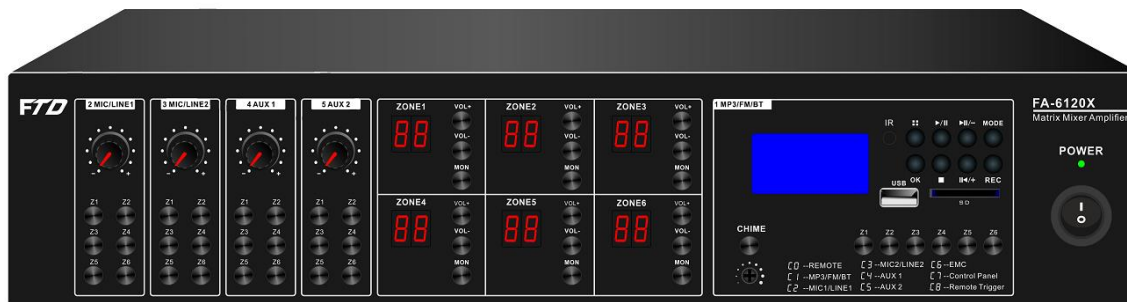 FTD
2 MIC/LINE1
Z1 Z2
Z3 Z4
Z5 Z6
3 MIC/LINE2
Z1 Z2
Z3 Z4
Z5 Z6
4 AUX 1
Z1 Z2
Z3 Z4
Z5 Z6
5 AUX 2
Z1 Z2
Z3 Z4
Z5 Z6
ZONE1 VOL+
88 VOL-
MON
ZONE2 VOL+
88 VOL-
MON
ZONE3 VOL+
88 VOL-
MON
ZONE4 VOL+
88 VOL-
MON
ZONE5 VOL+
88 VOL-
MON
ZONE6 VOL+
88 VOL-
MON
1 MP3/FM/BT
IR MODE
OK REC
USB
CHIME
Z1 Z2 Z3 Z4 Z5 Z6
C0 --REMOTE C3 --MIC2/LINE2 C6 --EMC
C1 --MP3/FM/BT C4 --AUX 1 C7 --Control Panel
C2 --MIC1/LINE1 C5 --AUX 2 C8 --Remote Trigger
FA-6120X
Matrix Mixer Amplifier
POWER